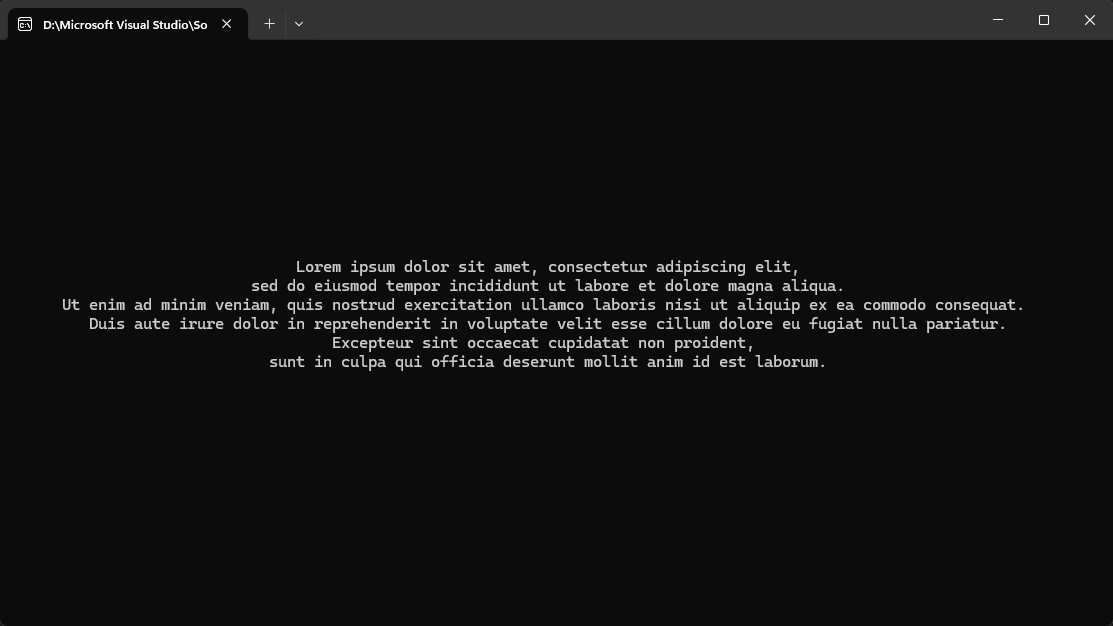 D:\Microsoft Visual Studio\So
Lorem ipsum dolor sit amet, consectetur adipiscing elit,
sed do eiusmod tempor incididunt ut labore et dolore magna aliqua.
Ut enim ad minim veniam, quis nostrud exercitation ullamco laboris nisi ut aliquip ex ea commodo consequat.
Duis aute irure dolor in reprehenderit in voluptate velit esse cillum dolore eu fugiat nulla pariatur.
Excepteur sint occaecat cupidatat non proident,
sunt in culpa qui officia deserunt mollit anim id est laborum.